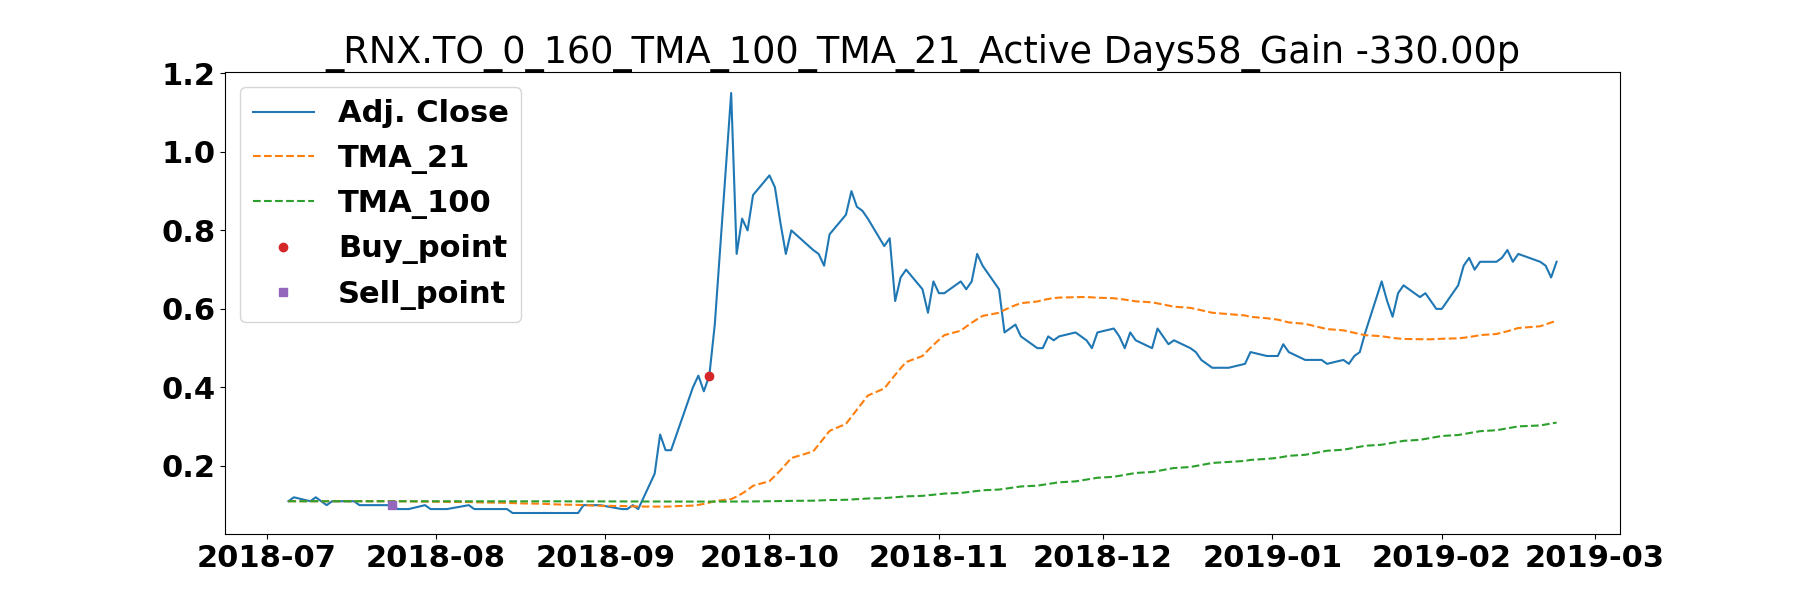 _RNX.TO_0_160_TMA_100_TMA_21_Active Days58_Gain -330.00p
1.2
1.0
0.8
0.6
0.4
0.2
Adj. Close
TMA_21
TMA_100
Buy_point
Sell_point
2018-07 2018-08 2018-09 2018-10 2018-11 2018-12 2019-01 2019-02 2019-03